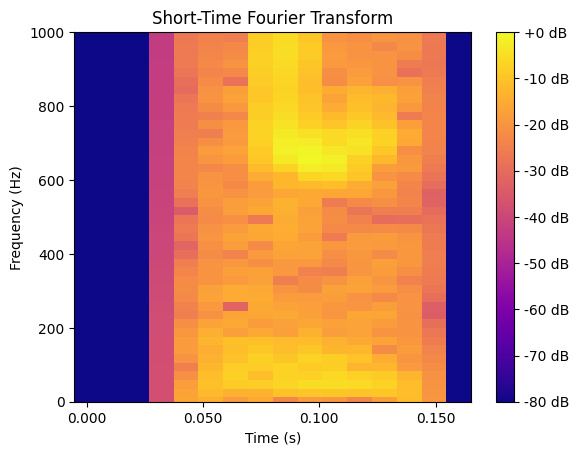 Short-Time Fourier Transform
Frequency (Hz)
1000
800
600
400
200
0
0.000 0.050 0.100 0.150
Time (s)
+0 dB
-10 dB
-20 dB
-30 dB
-40 dB
-50 dB
-60 dB
-70 dB
-80 dB